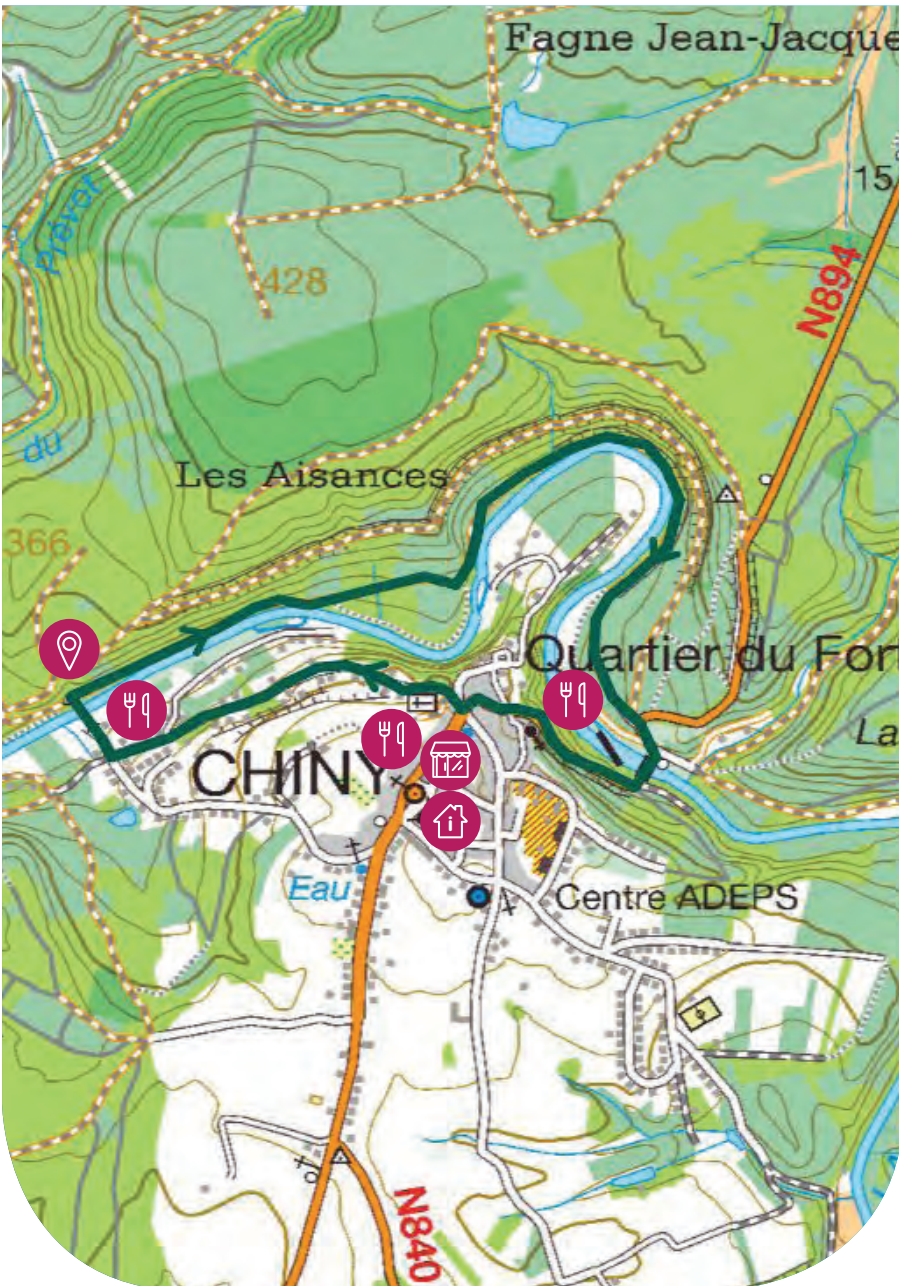 Fagne Jean-Jacque
15
Prévot
428
N894
du
Les Aisances
366
Quartier du Fort
La
CHINY
Eau
Centre ADEPS
N840